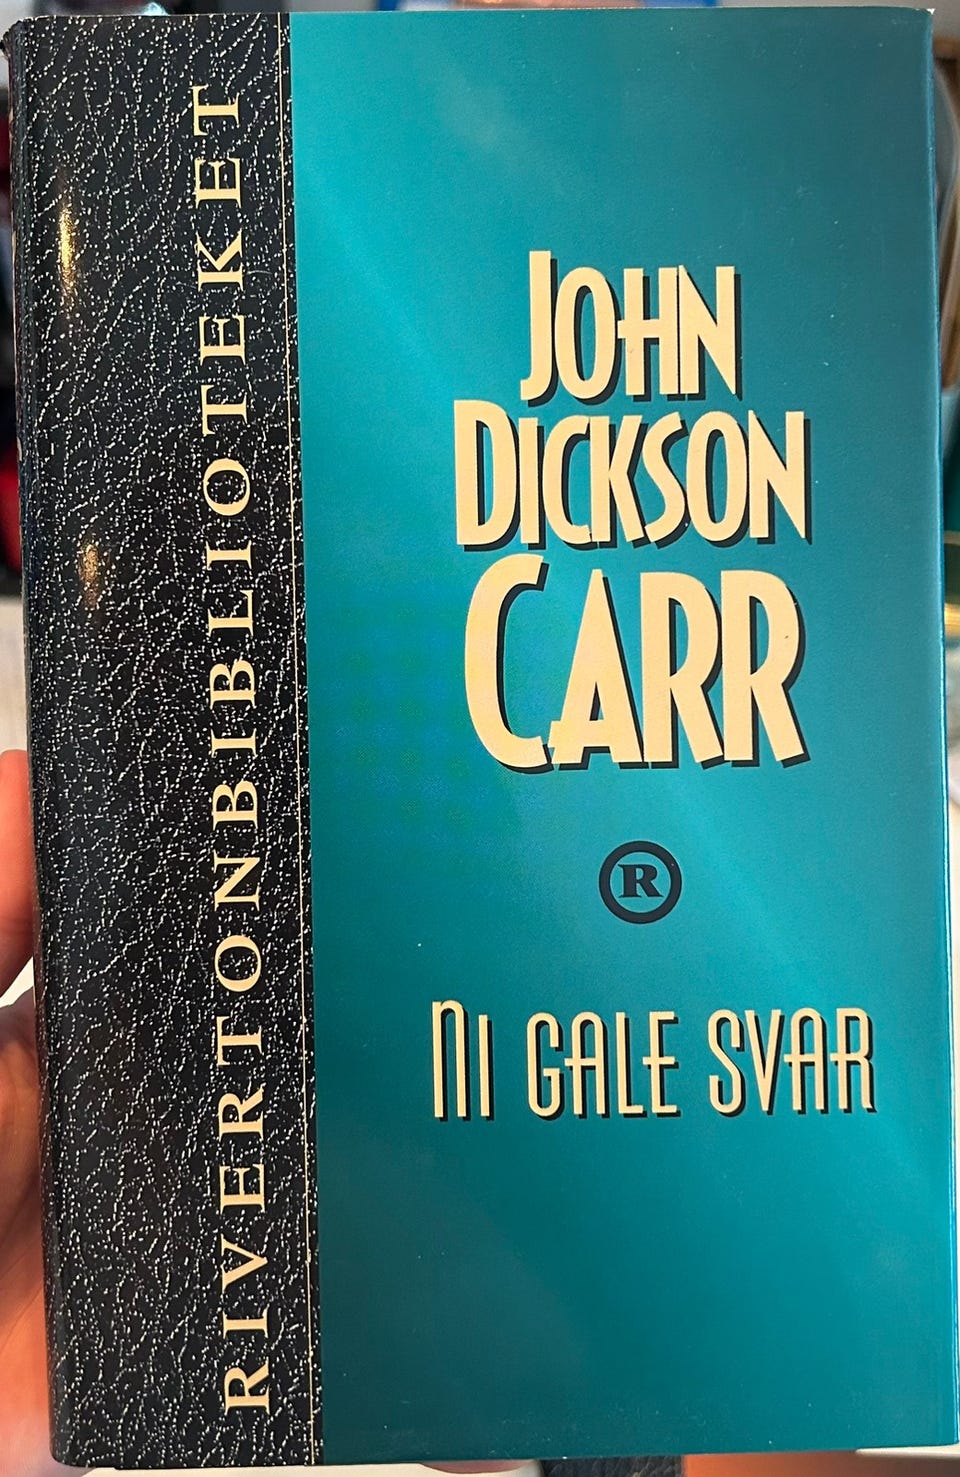 RIVERTONBIBLIOTEKET
JOHN
DICKSON
CARR
R
NI GALE SVAR